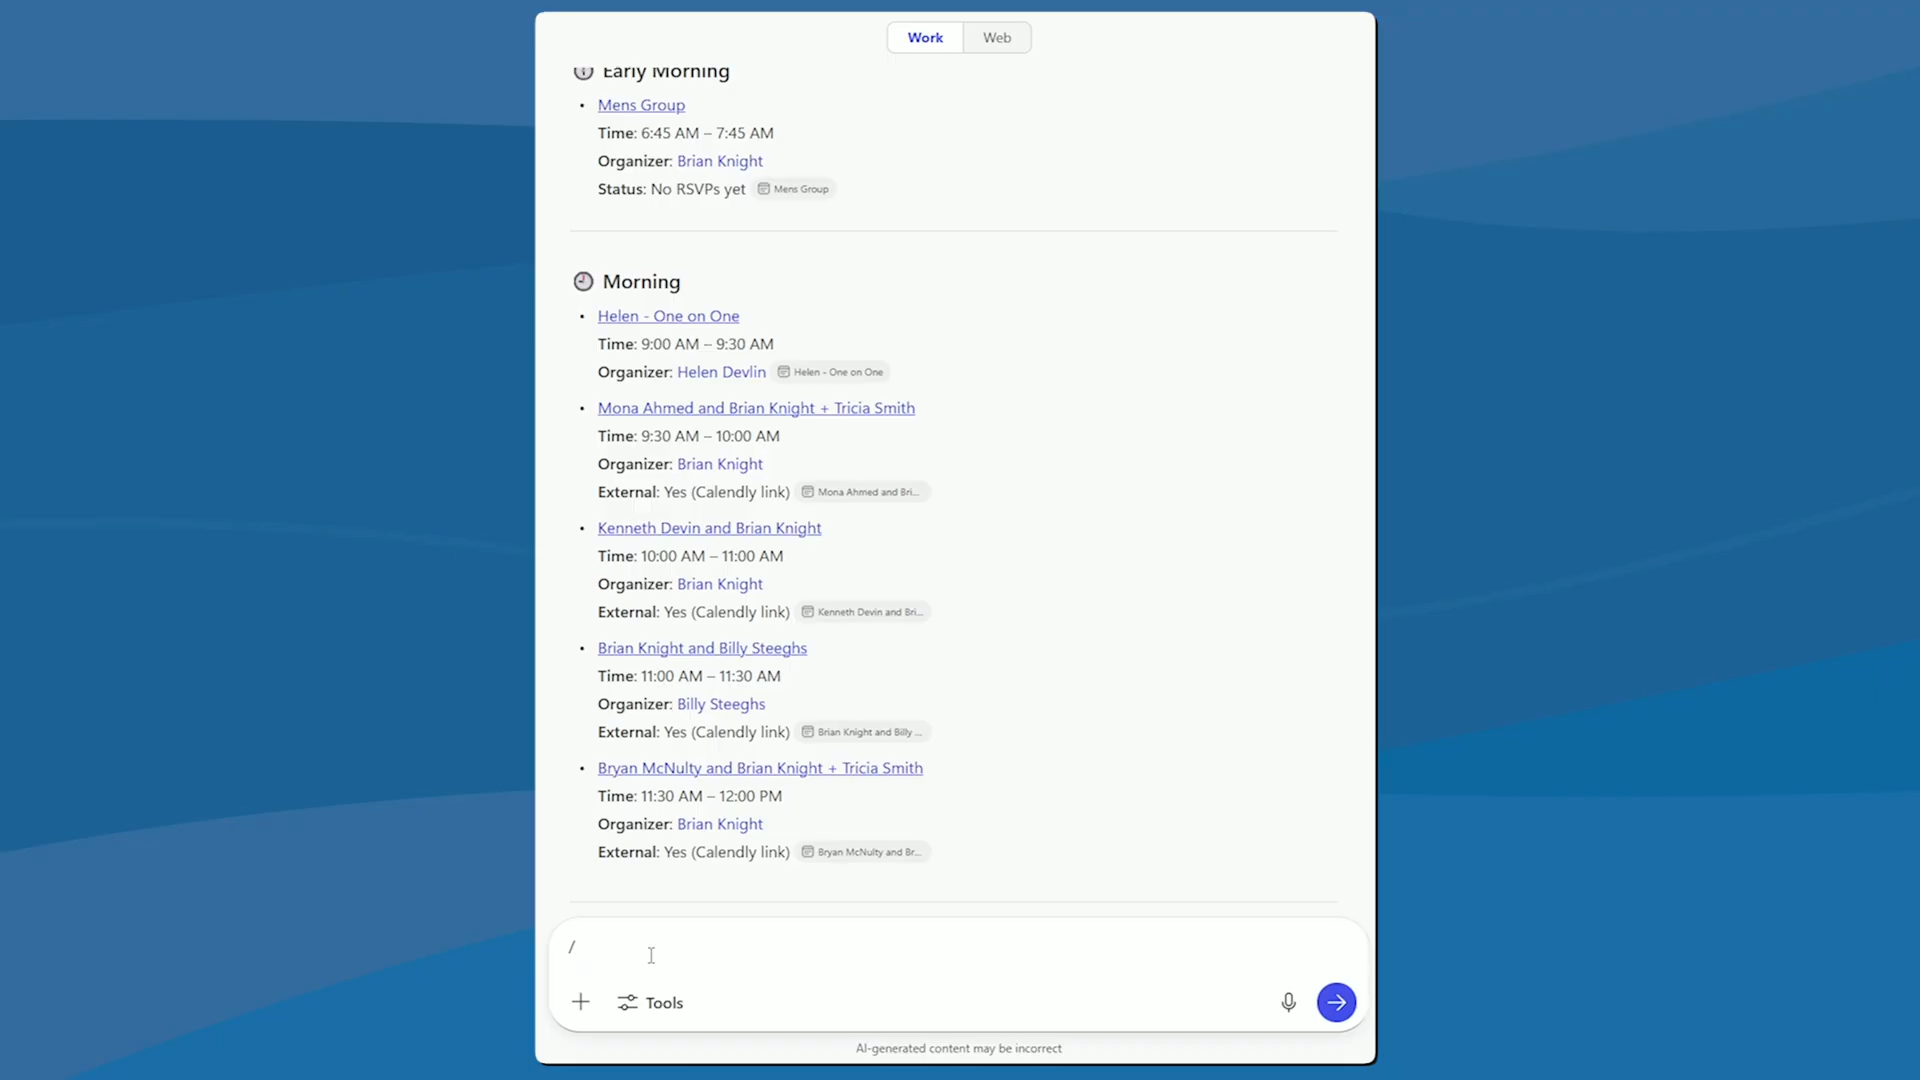 Work
Web
Early Morning
• Mens Group
Time: 6:45 AM – 7:45 AM
Organizer: Brian Knight
Status: No RSVPs yet Mens Group
Morning
• Helen - One on One
Time: 9:00 AM – 9:30 AM
Organizer: Helen Devlin Helen - One on One
• Mona Ahmed and Brian Knight + Tricia Smith
Time: 9:30 AM – 10:00 AM
Organizer: Brian Knight
External: Yes (Calendly link) Mona Ahmed and Bri...
• Kenneth Devin and Brian Knight
Time: 10:00 AM – 11:00 AM
Organizer: Brian Knight
External: Yes (Calendly link) Kenneth Devin and Bri...
• Brian Knight and Billy Steeghs
Time: 11:00 AM – 11:30 AM
Organizer: Billy Steeghs
External: Yes (Calendly link) Brian Knight and Billy ...
• Bryan McNulty and Brian Knight + Tricia Smith
Time: 11:30 AM – 12:00 PM
Organizer: Brian Knight
External: Yes (Calendly link) Bryan McNulty and Br...
/
Tools
AI-generated content may be incorrect